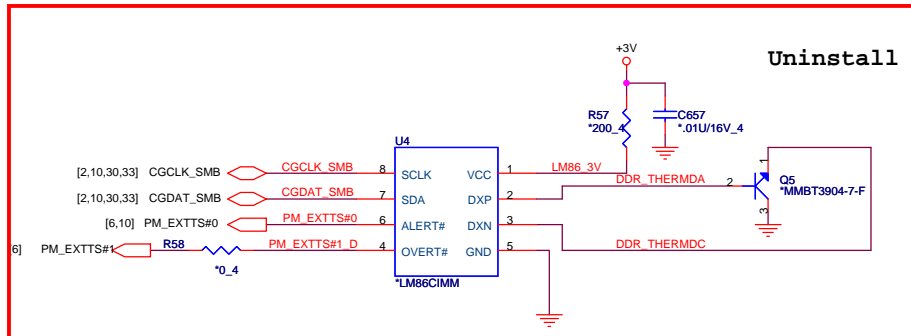 +3V
Uninstall
R57
*200_4
C657
*.01U/16V_4
U4
[2,10,30,33] CGCLK_SMB CGCLK_SMB 8 SCLK VCC 1 LM86_3V
[2,10,30,33] CGDAT_SMB CGDAT_SMB 7 SDA DXP 2 DDR_THERMDA 2
1
Q5
*MMBT3904-7-F
3
[6,10] PM_EXTTS#0 PM_EXTTS#0 6 ALERT# DXN 3 DDR_THERMDC
6] PM_EXTTS#1 R58 PM_EXTTS#1_D 4 OVERT# GND 5
*0_4
*LM86CIMM